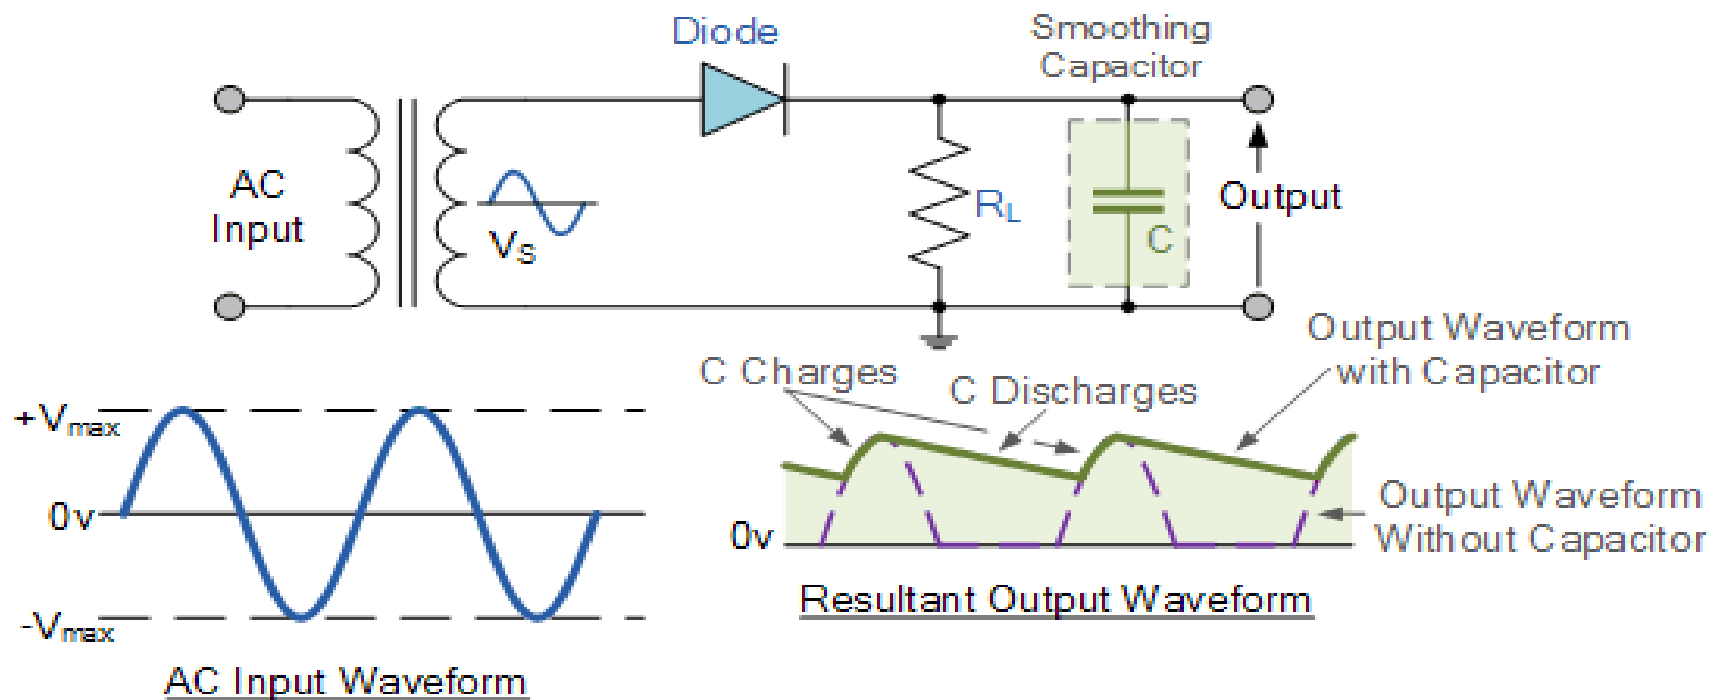 Diode
Smoothing
Capacitor
AC
Input
VS
RL
C
Output
Output Waveform
with Capacitor
C Charges
C Discharges
+Vmax
0v
-Vmax
AC Input Waveform
0v
Output Waveform
Without Capacitor
Resultant Output Waveform